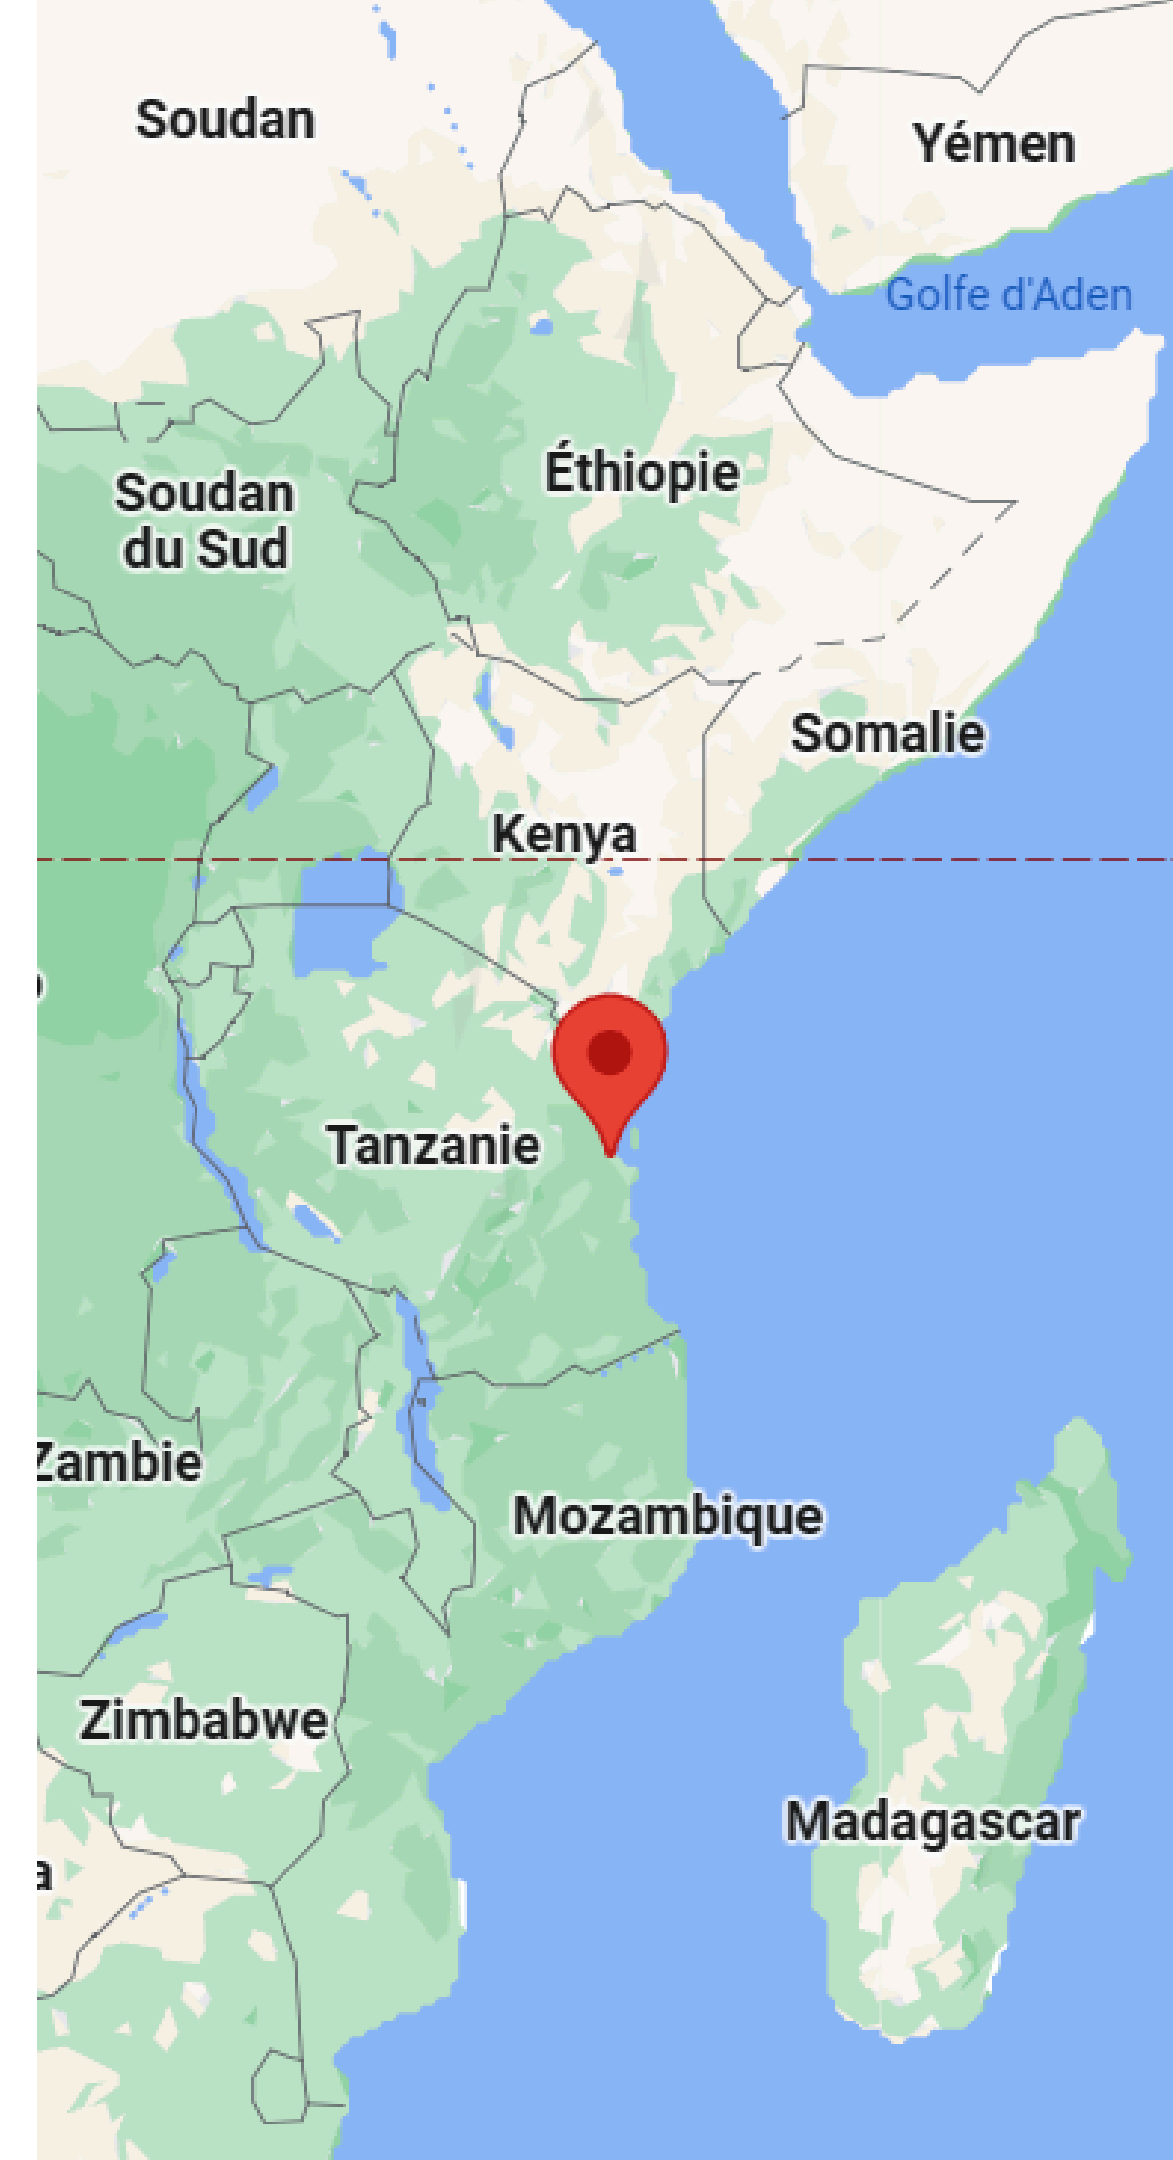 Soudan
Yémen
Golfe d'Aden
Éthiopie
Soudan
du Sud
Somalie
Kenya
Tanzanie
Zambie
Mozambique
Zimbabwe
Madagascar
a